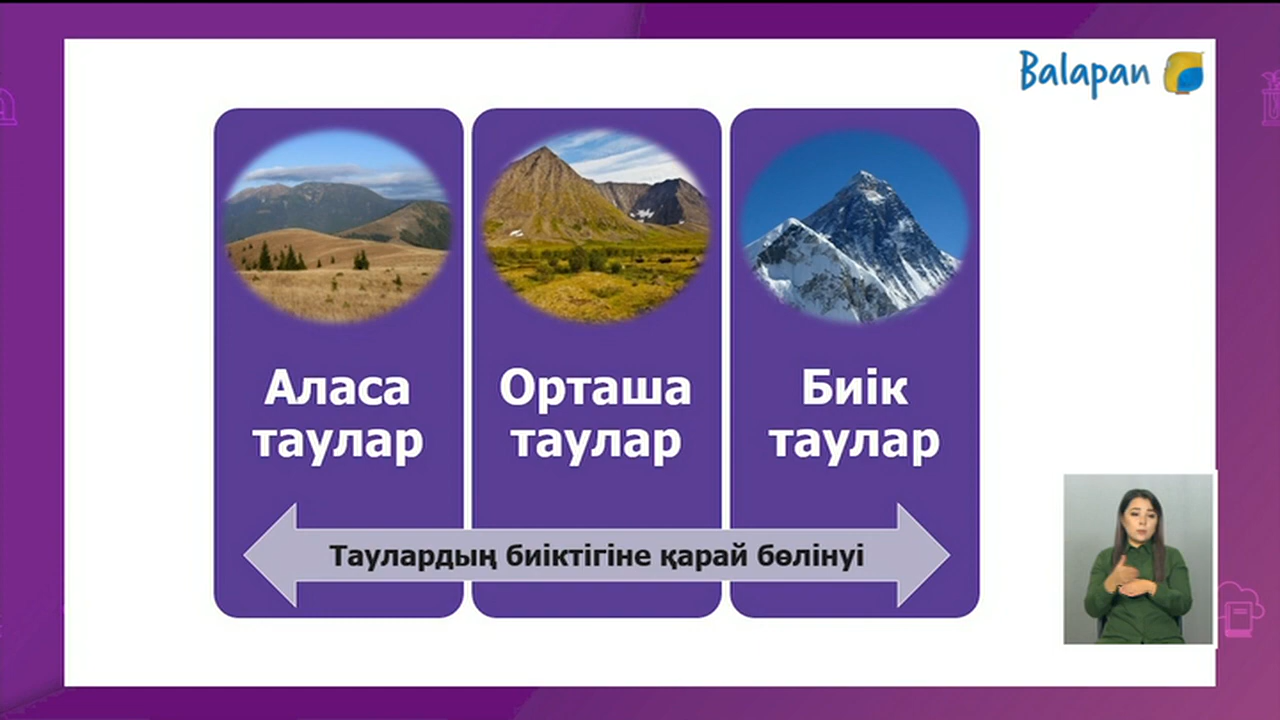 Balapan
Аласа
таулар
Орташа
таулар
Биік
таулар
Таулардың биіктігіне қарай бөлінуі